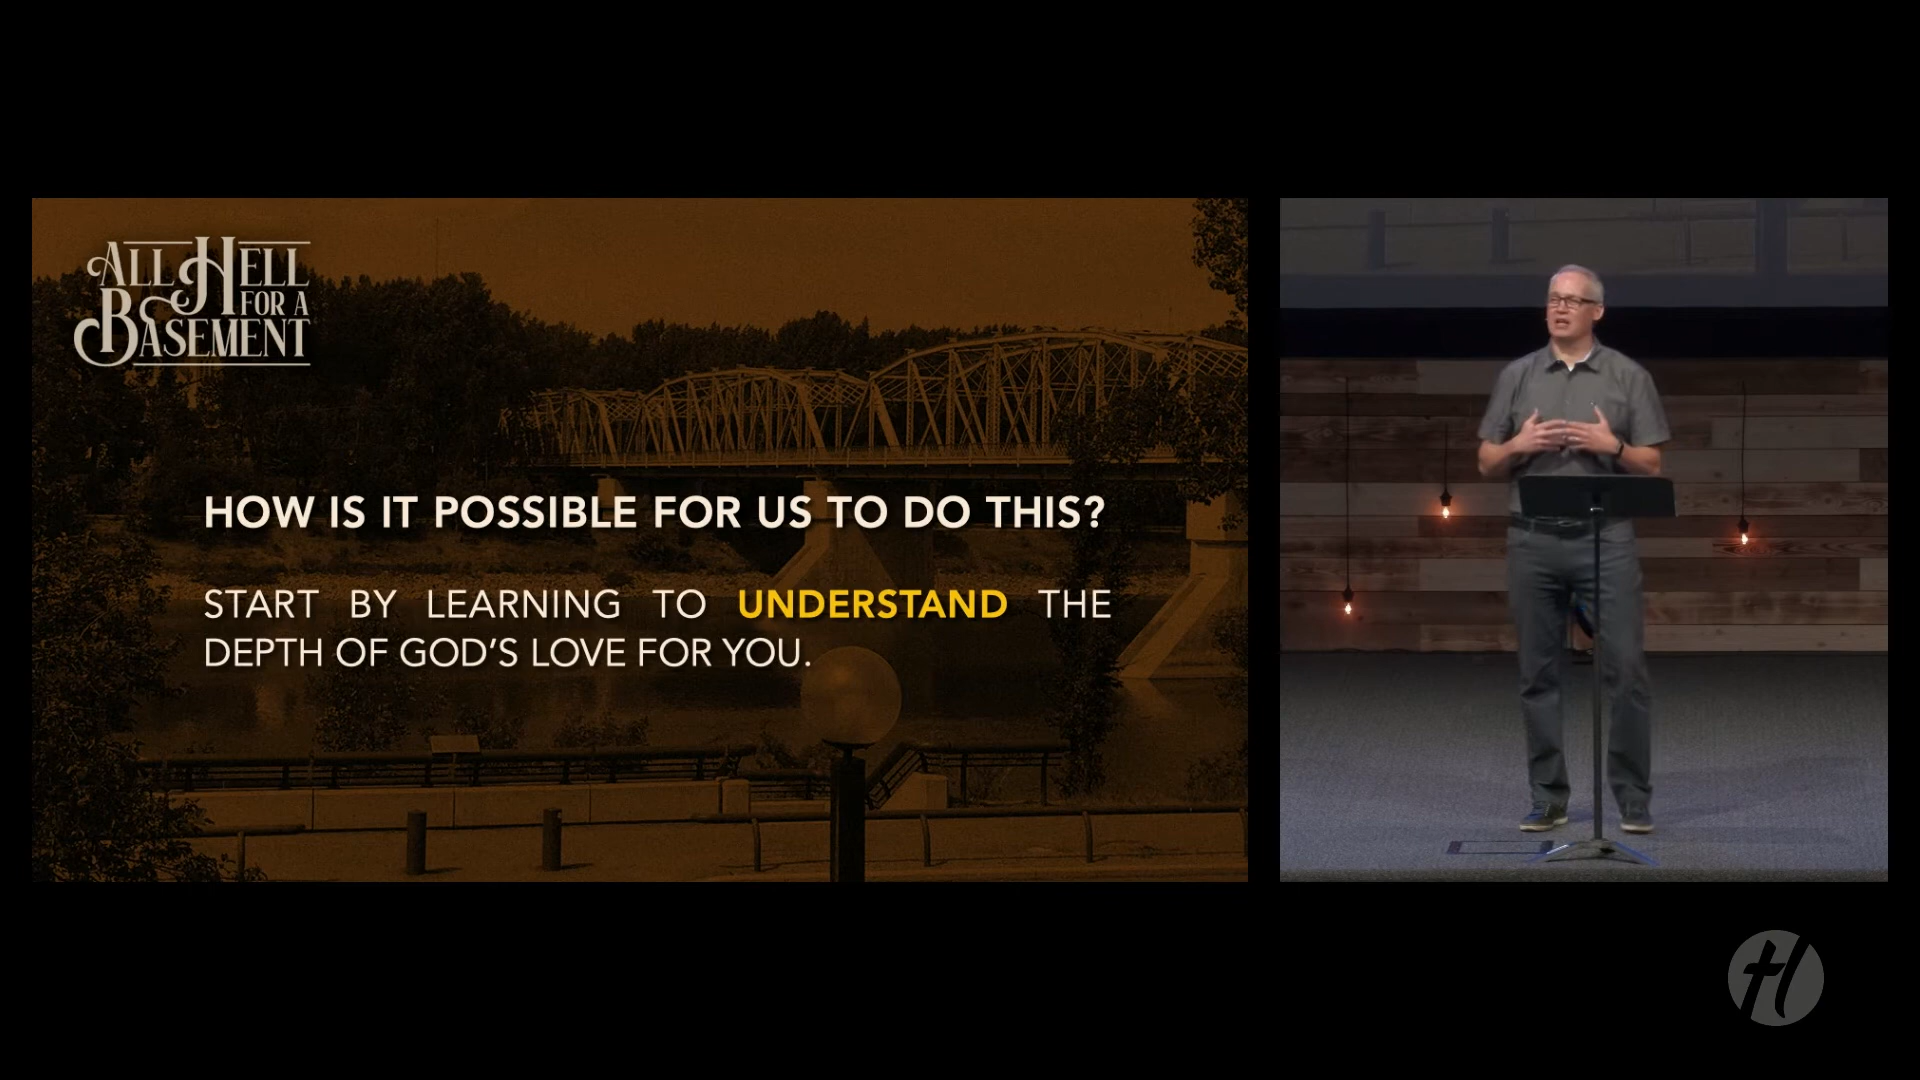 ALL HELL
FOR A
BASEMENT
HOW IS IT POSSIBLE FOR US TO DO THIS?
START BY LEARNING TO UNDERSTAND THE
DEPTH OF GOD'S LOVE FOR YOU.